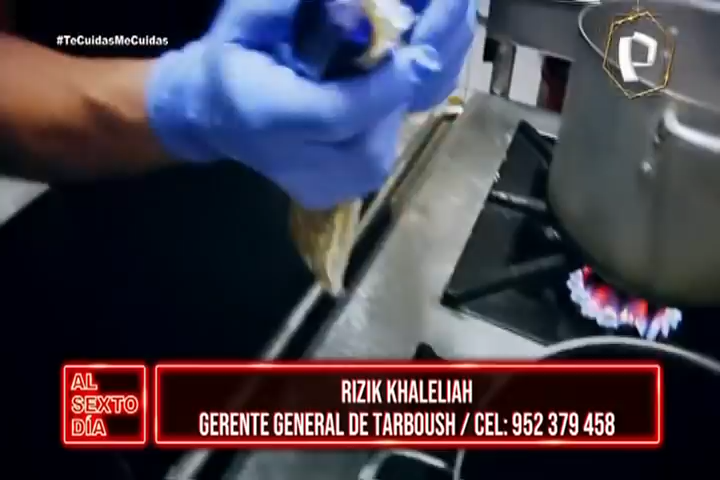 #TeCuidasMeCuidas
P
AL
SEXTO
DÍA
RIZIK KHALELIAH
GERENTE GENERAL DE TARBOUSH / CEL: 952 379 458